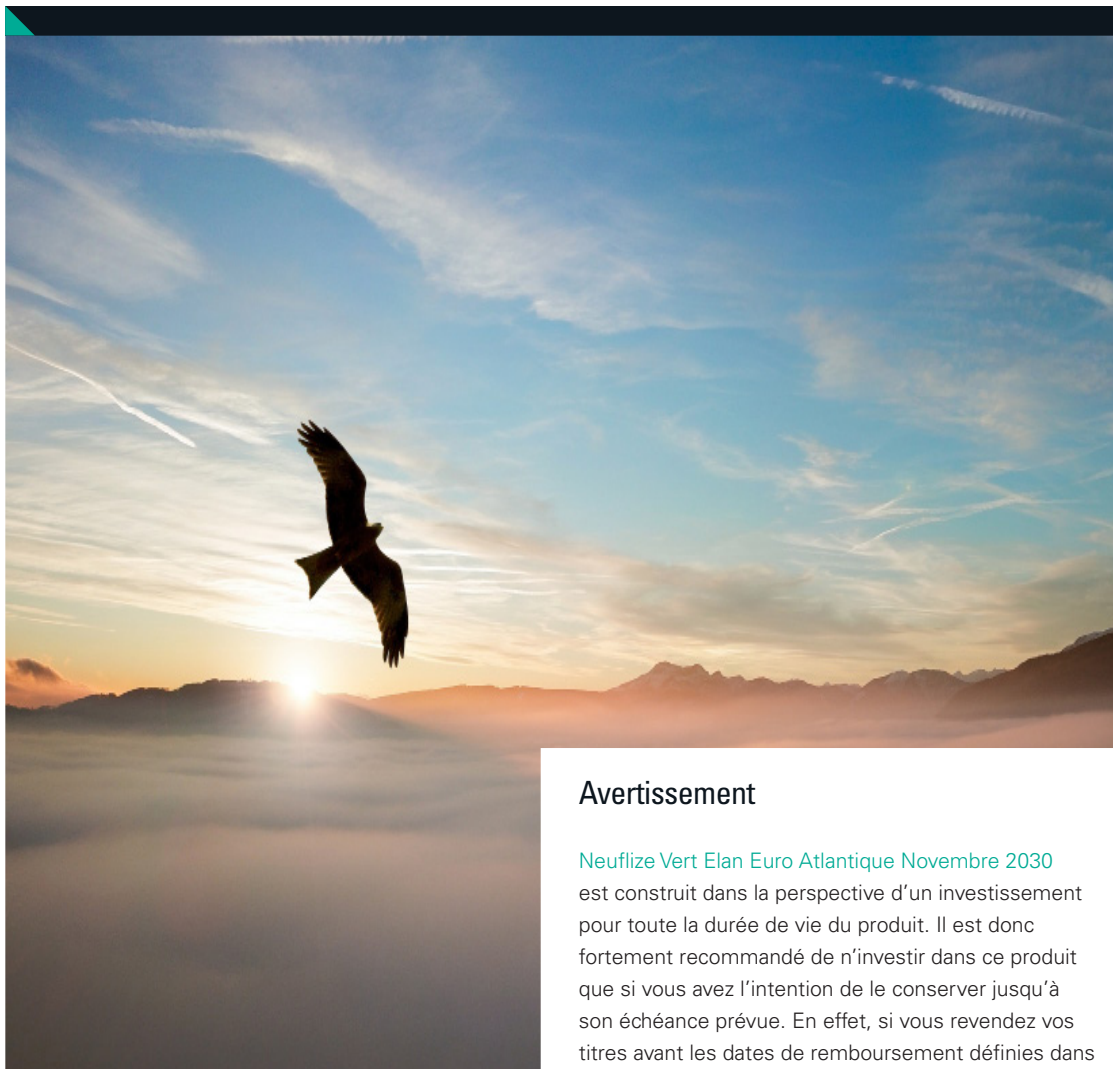 Avertissement
Neuflize Vert Elan Euro Atlantique Novembre 2030
est construit dans la perspective d’un investissement
pour toute la durée de vie du produit. Il est donc
fortement recommandé de n’investir dans ce produit
que si vous avez l’intention de le conserver jusqu’à
son échéance prévue. En effet, si vous revendez vos
titres avant les dates de remboursement définies dans